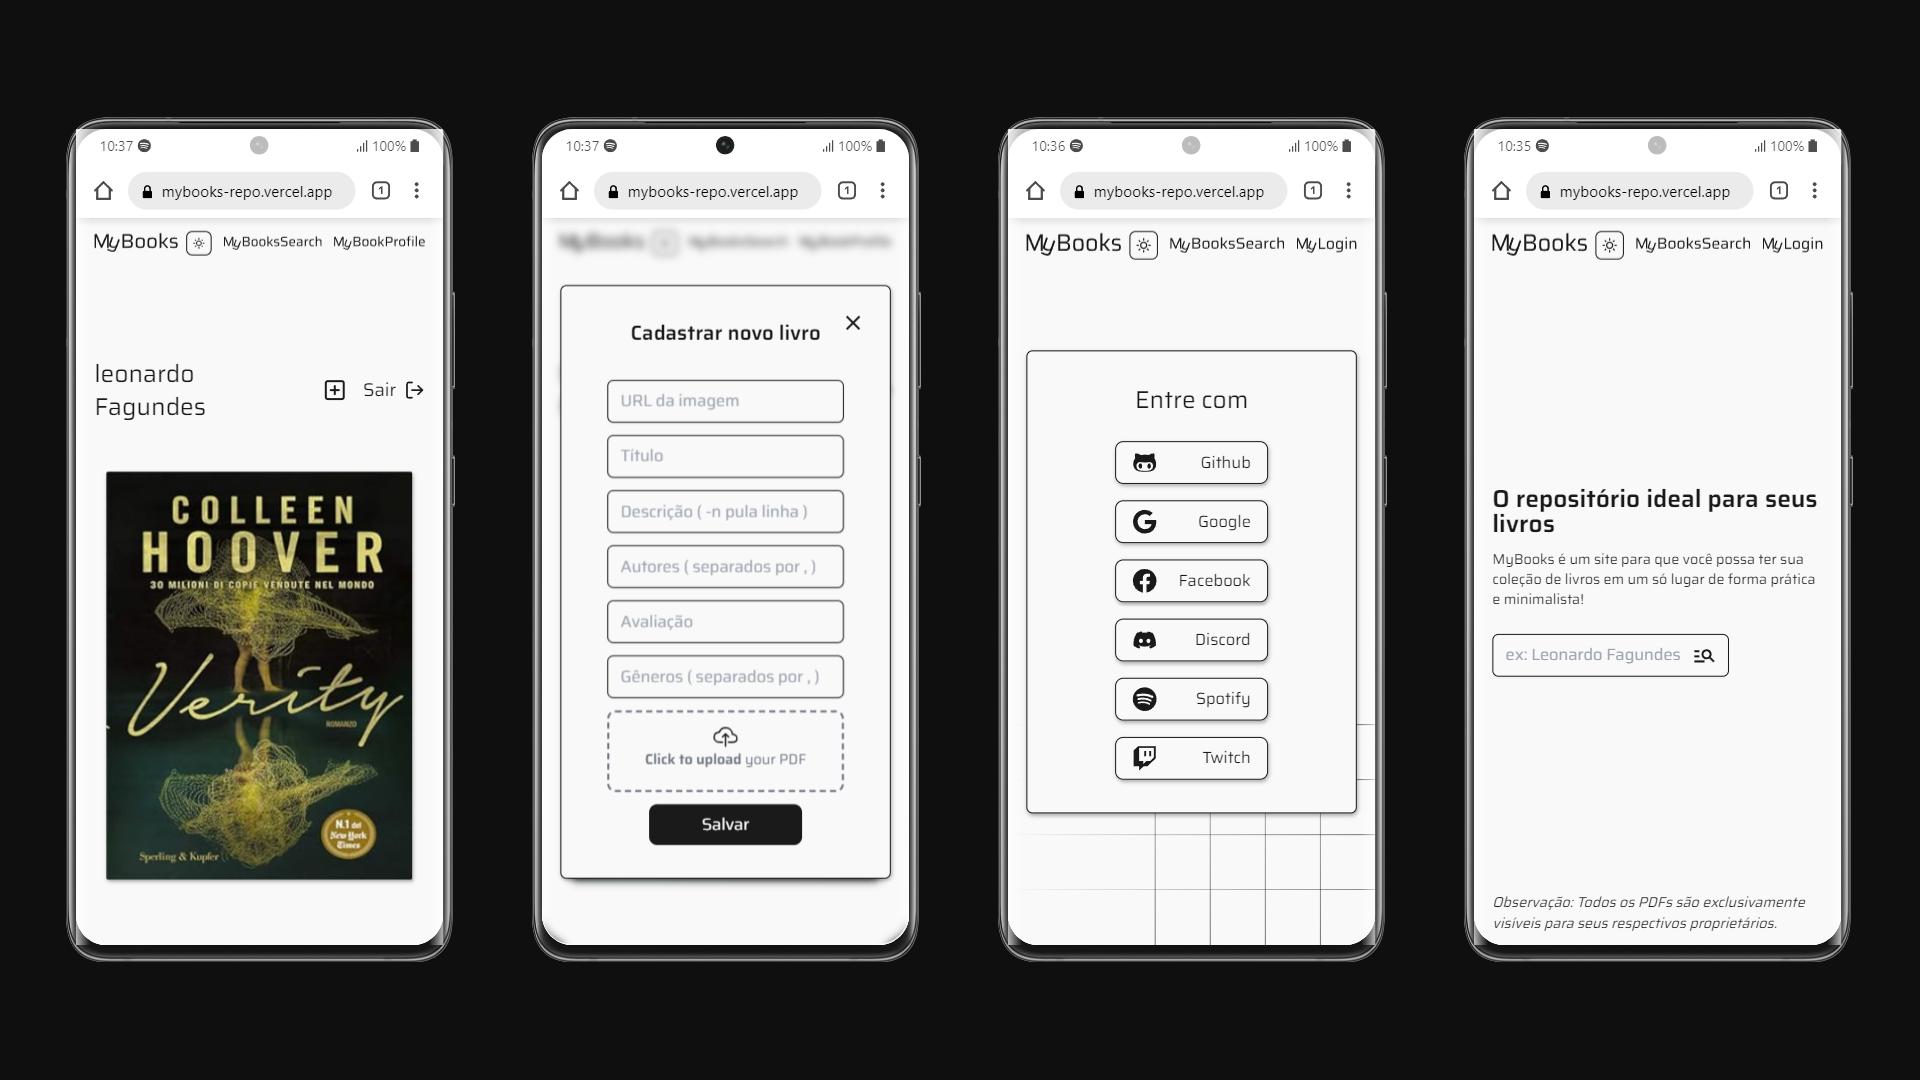 10:37
100%
mybooks-repo.vercel.app
1
MyBooks
MyBooksSearch
MyBookProfile
leonardo
Fagundes
Sair
COLLEEN
HOOVER
30 MILIONI DI COPIE VENDUTE NEL MONDO
Verity
ROMANZO
N.1 del
New York
Times
Sperling & Kupfer
10:37
100%
mybooks-repo.vercel.app
1
MyBooks
MyBooksSearch
MyBookProfile
Cadastrar novo livro
URL da imagem
Título
Descrição ( -n pula linha )
Autores ( separados por , )
Avaliação
Gêneros ( separados por , )
Click to upload your PDF
Salvar
10:36
100%
mybooks-repo.vercel.app
1
MyBooks
MyBooksSearch
MyLogin
Entre com
Github
Google
Facebook
Discord
Spotify
Twitch
10:35
100%
mybooks-repo.vercel.app
1
MyBooks
MyBooksSearch
MyLogin
O repositório ideal para seus
livros
MyBooks é um site para que você possa ter sua
coleção de livros em um só lugar de forma prática
e minimalista!
ex: Leonardo Fagundes
Observação: Todos os PDFs são exclusivamente
visíveis para seus respectivos proprietários.